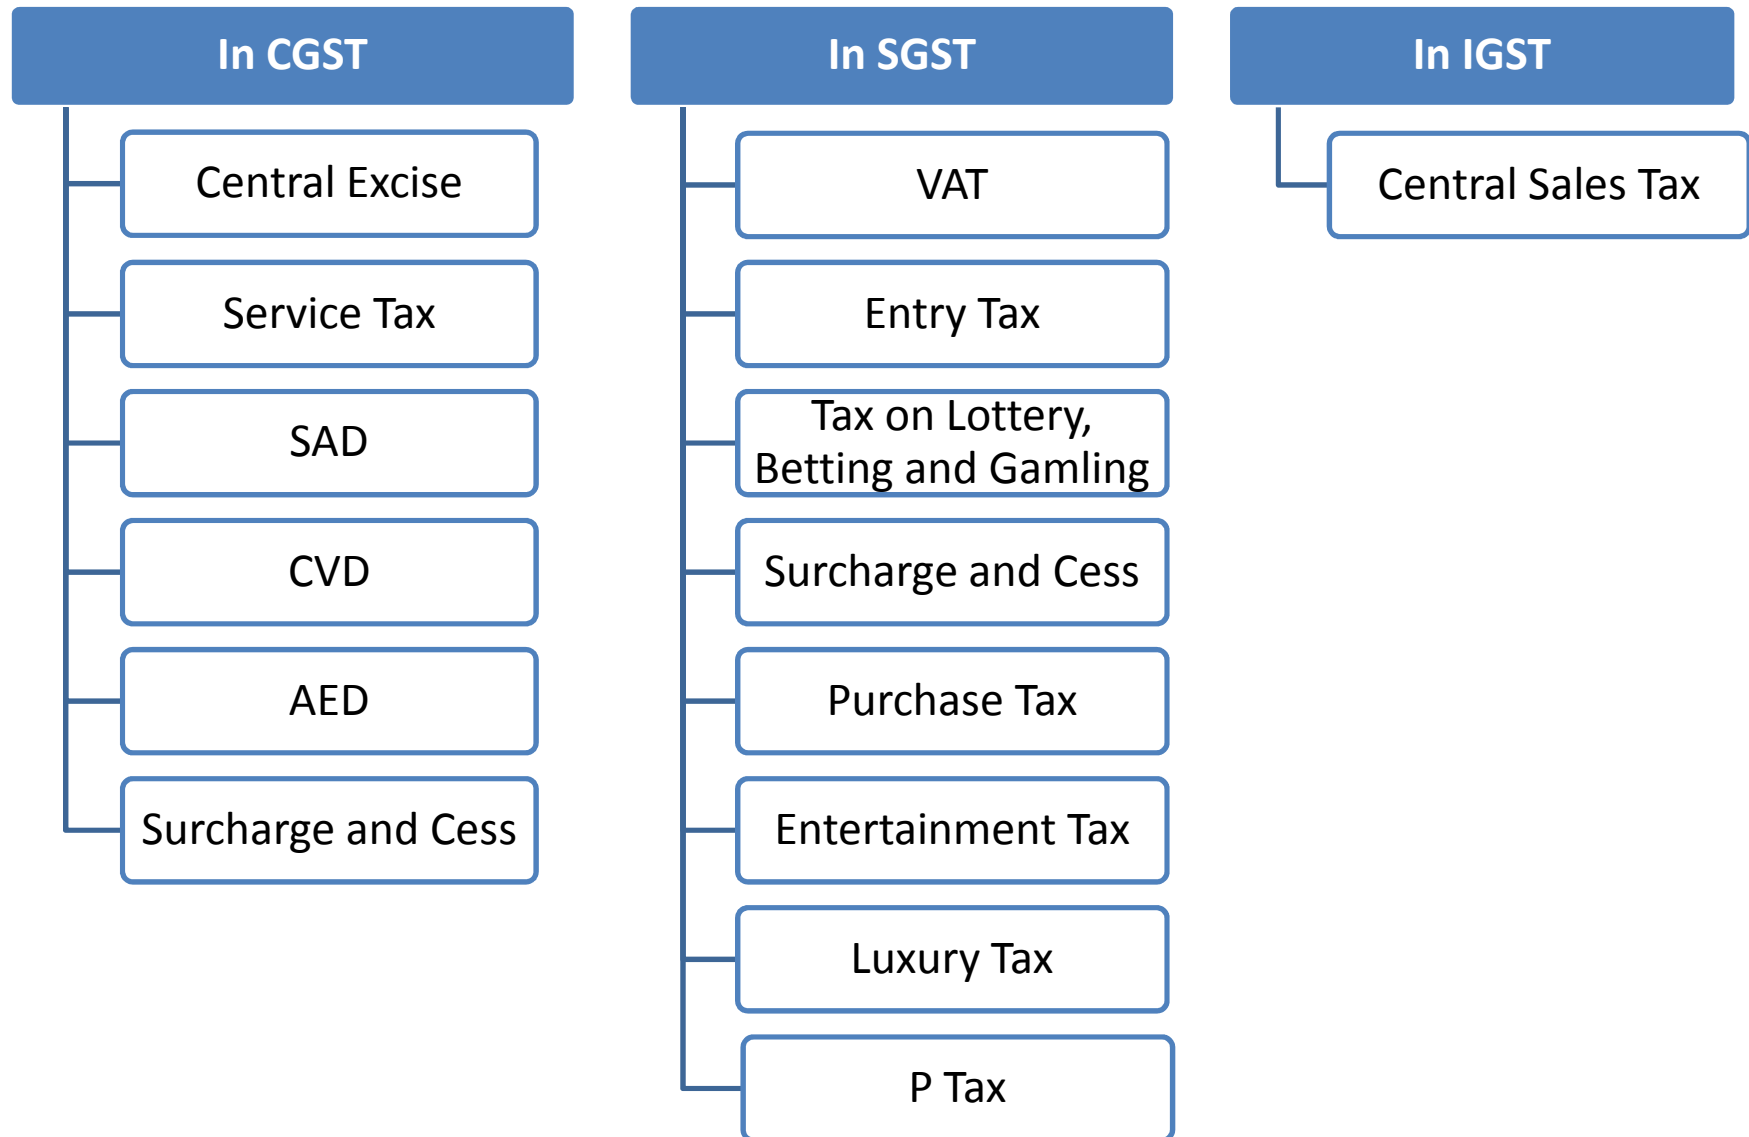 In CGST
Central Excise
Service Tax
SAD
CVD
AED
Surcharge and Cess
In SGST
VAT
Entry Tax
Tax on Lottery,
Betting and Gamling
Surcharge and Cess
Purchase Tax
Entertainment Tax
Luxury Tax
P Tax
In IGST
Central Sales Tax